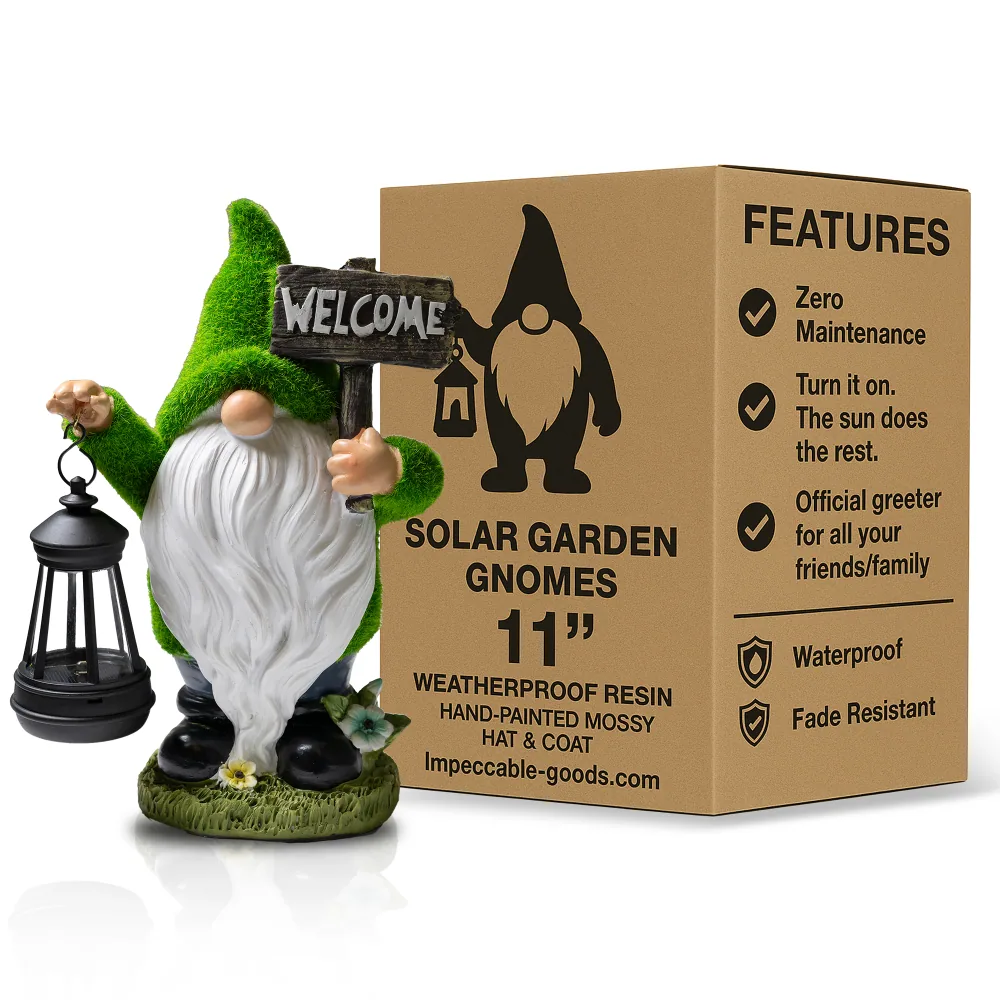 WELCOME
SOLAR GARDEN
GNOMES
11”
WEATHERPROOF RESIN
HAND-PAINTED MOSSY
HAT & COAT
Impeccable-goods.com
FEATURES
Zero
Maintenance
Turn it on.
The sun does
the rest.
Official greeter
for all your
friends/family
Waterproof
Fade Resistant